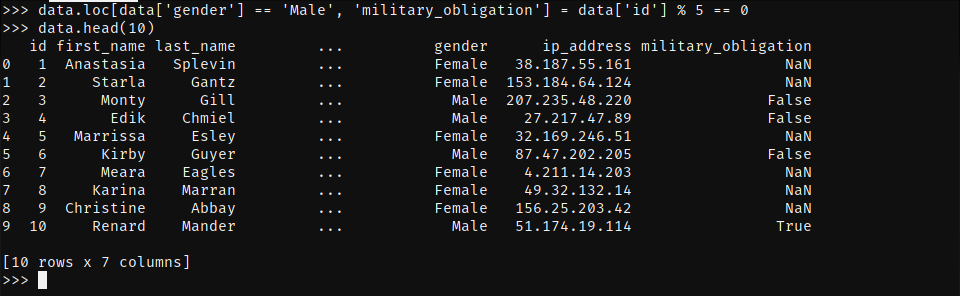 >>> data.loc[data['gender'] == 'Male', 'military_obligation'] = data['id'] % 5 == 0
>>> data.head(10)
   id first_name last_name         ...          gender      ip_address military_obligation
0   1  Anastasia   Splevin         ...          Female   38.187.55.161                 NaN
1   2     Starla     Gantz         ...          Female  153.184.64.124                 NaN
2   3      Monty      Gill         ...            Male  207.235.48.220               False
3   4       Edik    Chmiel         ...            Male    27.217.47.89               False
4   5   Marrissa     Esley         ...          Female   32.169.246.51                 NaN
5   6      Kirby     Guyer         ...            Male   87.47.202.205               False
6   7      Meara    Eagles         ...          Female    4.211.14.203                 NaN
7   8     Karina    Marran         ...          Female    49.32.132.14                 NaN
8   9  Christine     Abbay         ...          Female   156.25.203.42                 NaN
9  10     Renard    Mander         ...            Male   51.174.19.114                True
[10 rows x 7 columns]
>>>